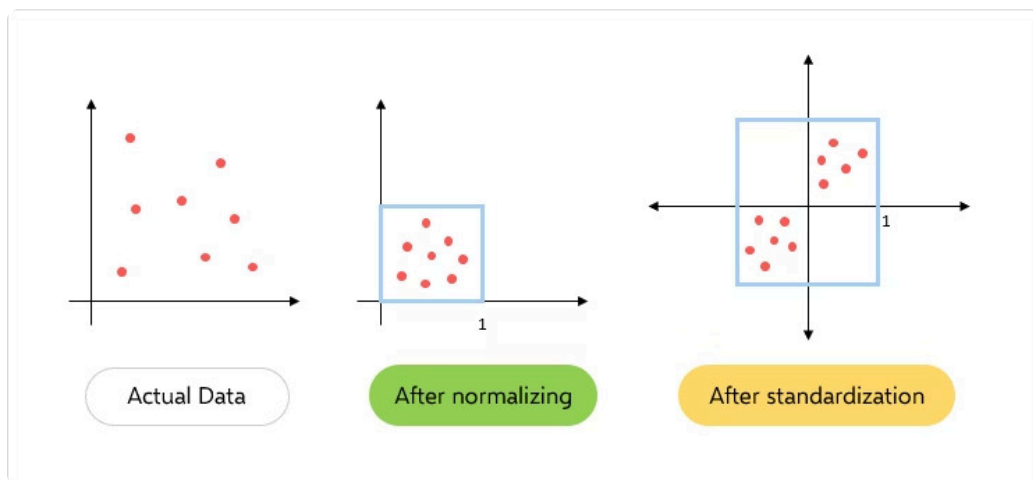 1
1
Actual Data
After normalizing
After standardization